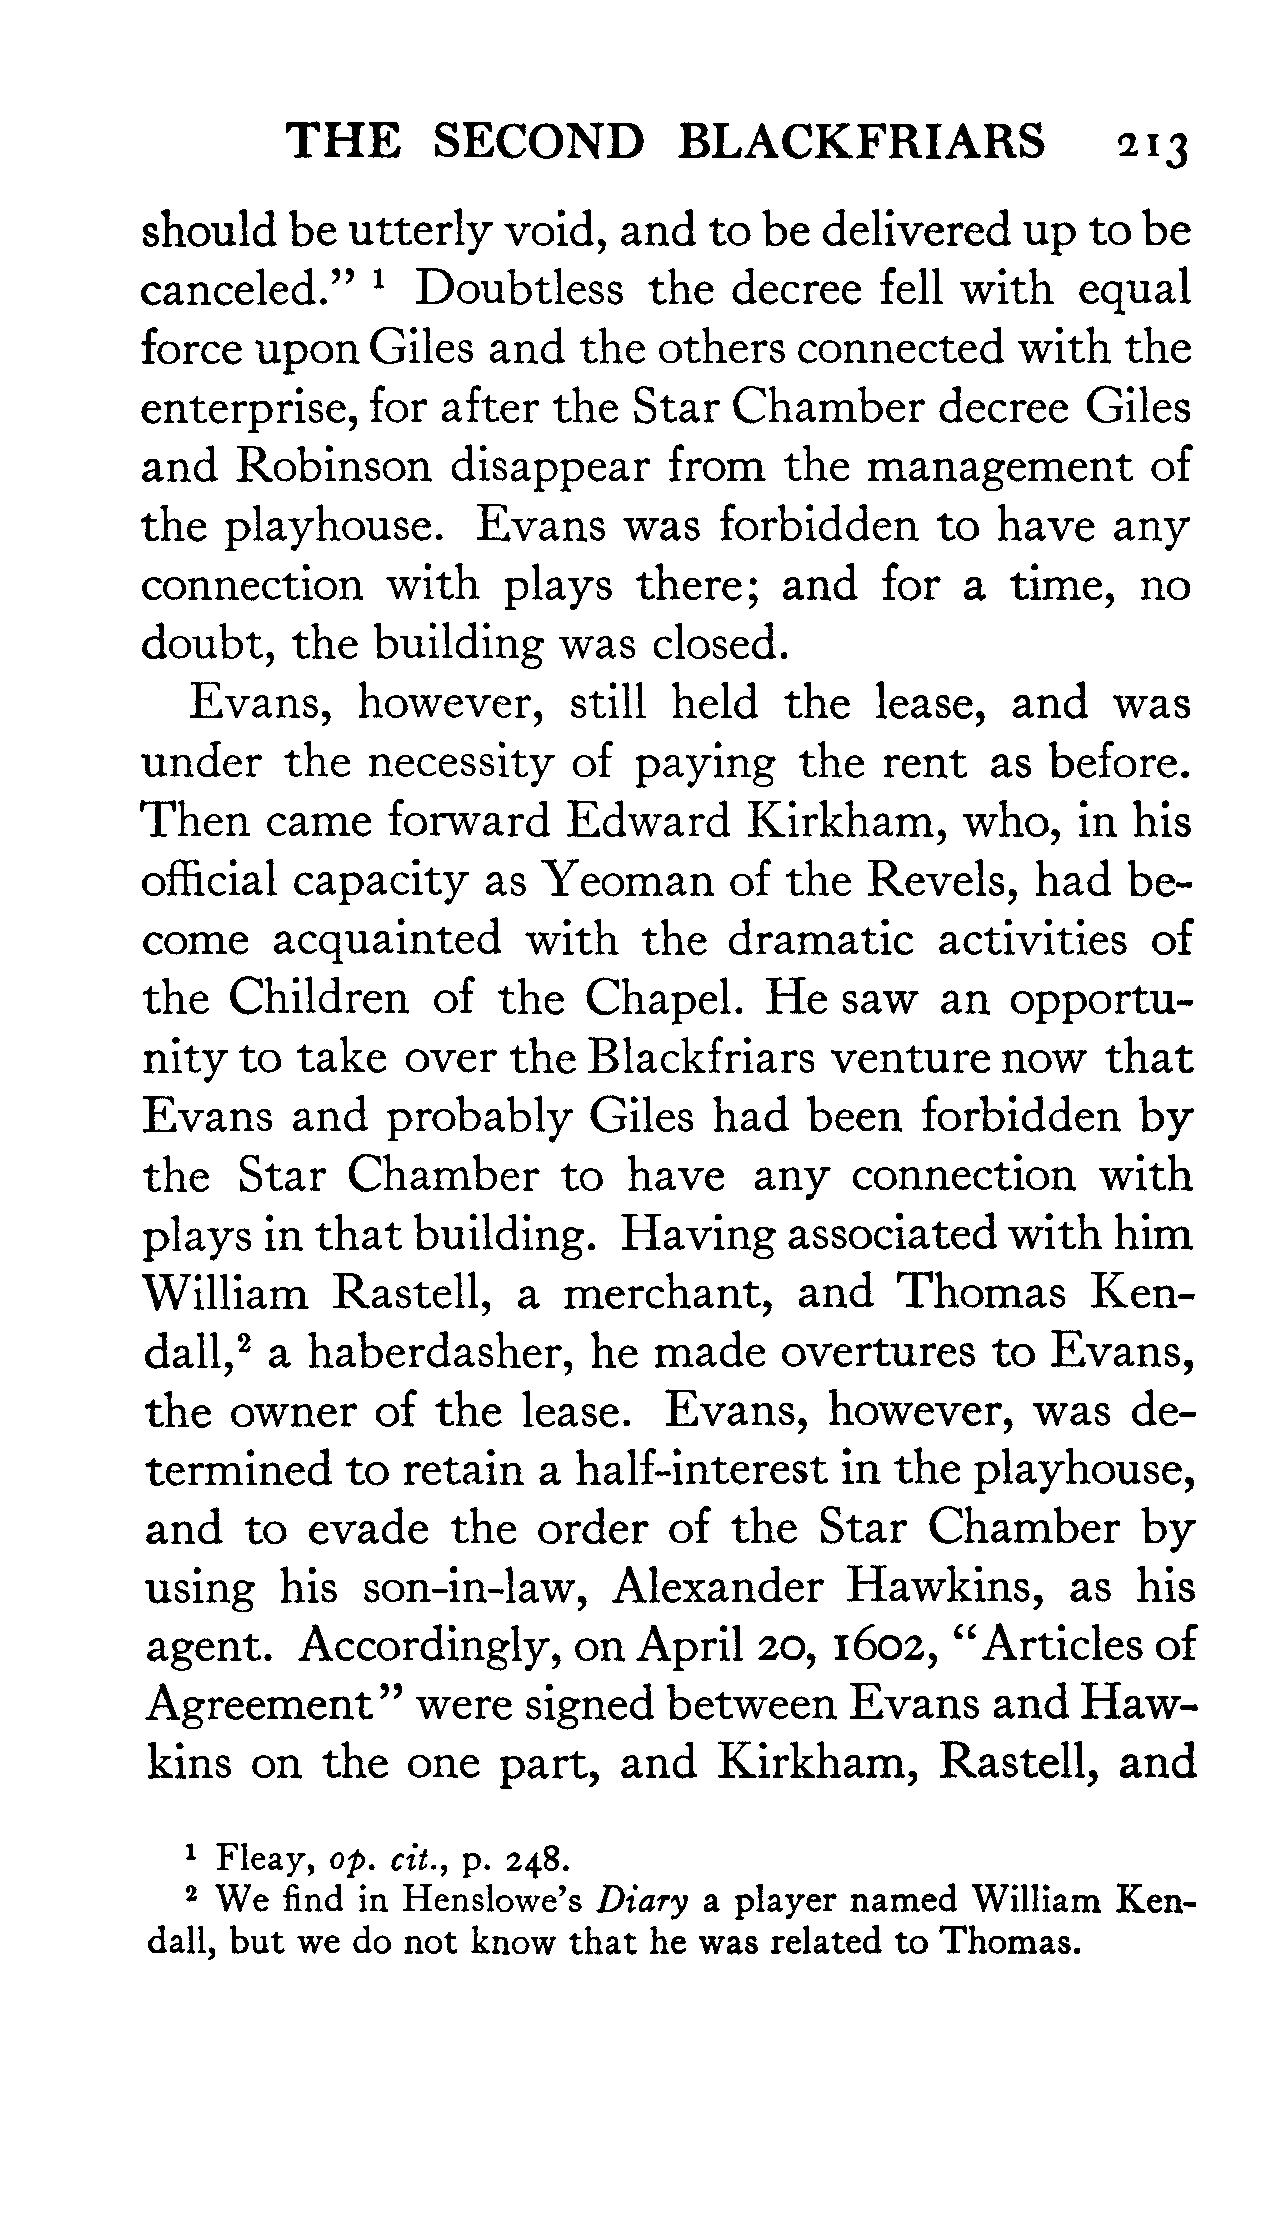 THE SECOND BLACKFRIARS 213
should be utterly void, and to be delivered up to be
canceled.” ¹ Doubtless the decree fell with equal
force upon Giles and the others connected with the
enterprise, for after the Star Chamber decree Giles
and Robinson disappear from the management of
the playhouse. Evans was forbidden to have any
connection with plays there; and for a time, no
doubt, the building was closed.
Evans, however, still held the lease, and was
under the necessity of paying the rent as before.
Then came forward Edward Kirkham, who, in his
official capacity as Yeoman of the Revels, had be-
come acquainted with the dramatic activities of
the Children of the Chapel. He saw an opportu-
nity to take over the Blackfriars venture now that
Evans and probably Giles had been forbidden by
the Star Chamber to have any connection with
plays in that building. Having associated with him
William Rastell, a merchant, and Thomas Ken-
dall,² a haberdasher, he made overtures to Evans,
the owner of the lease. Evans, however, was de-
termined to retain a half-interest in the playhouse,
and to evade the order of the Star Chamber by
using his son-in-law, Alexander Hawkins, as his
agent. Accordingly, on April 20, 1602, “Articles of
Agreement” were signed between Evans and Haw-
kins on the one part, and Kirkham, Rastell, and
¹ Fleay, op. cit., p. 248.
² We find in Henslowe’s Diary a player named William Ken-
dall, but we do not know that he was related to Thomas.